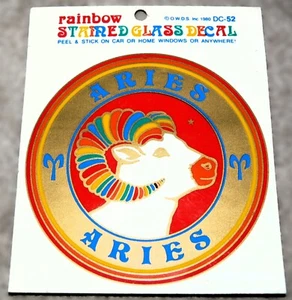 rainbow
© D.W.D.S. Inc 1980 DC-52
STAINED GLASS DECAL
PEEL & STICK ON CAR OR HOME WINDOWS OR ANYWHERE!
ARIES
ARIES